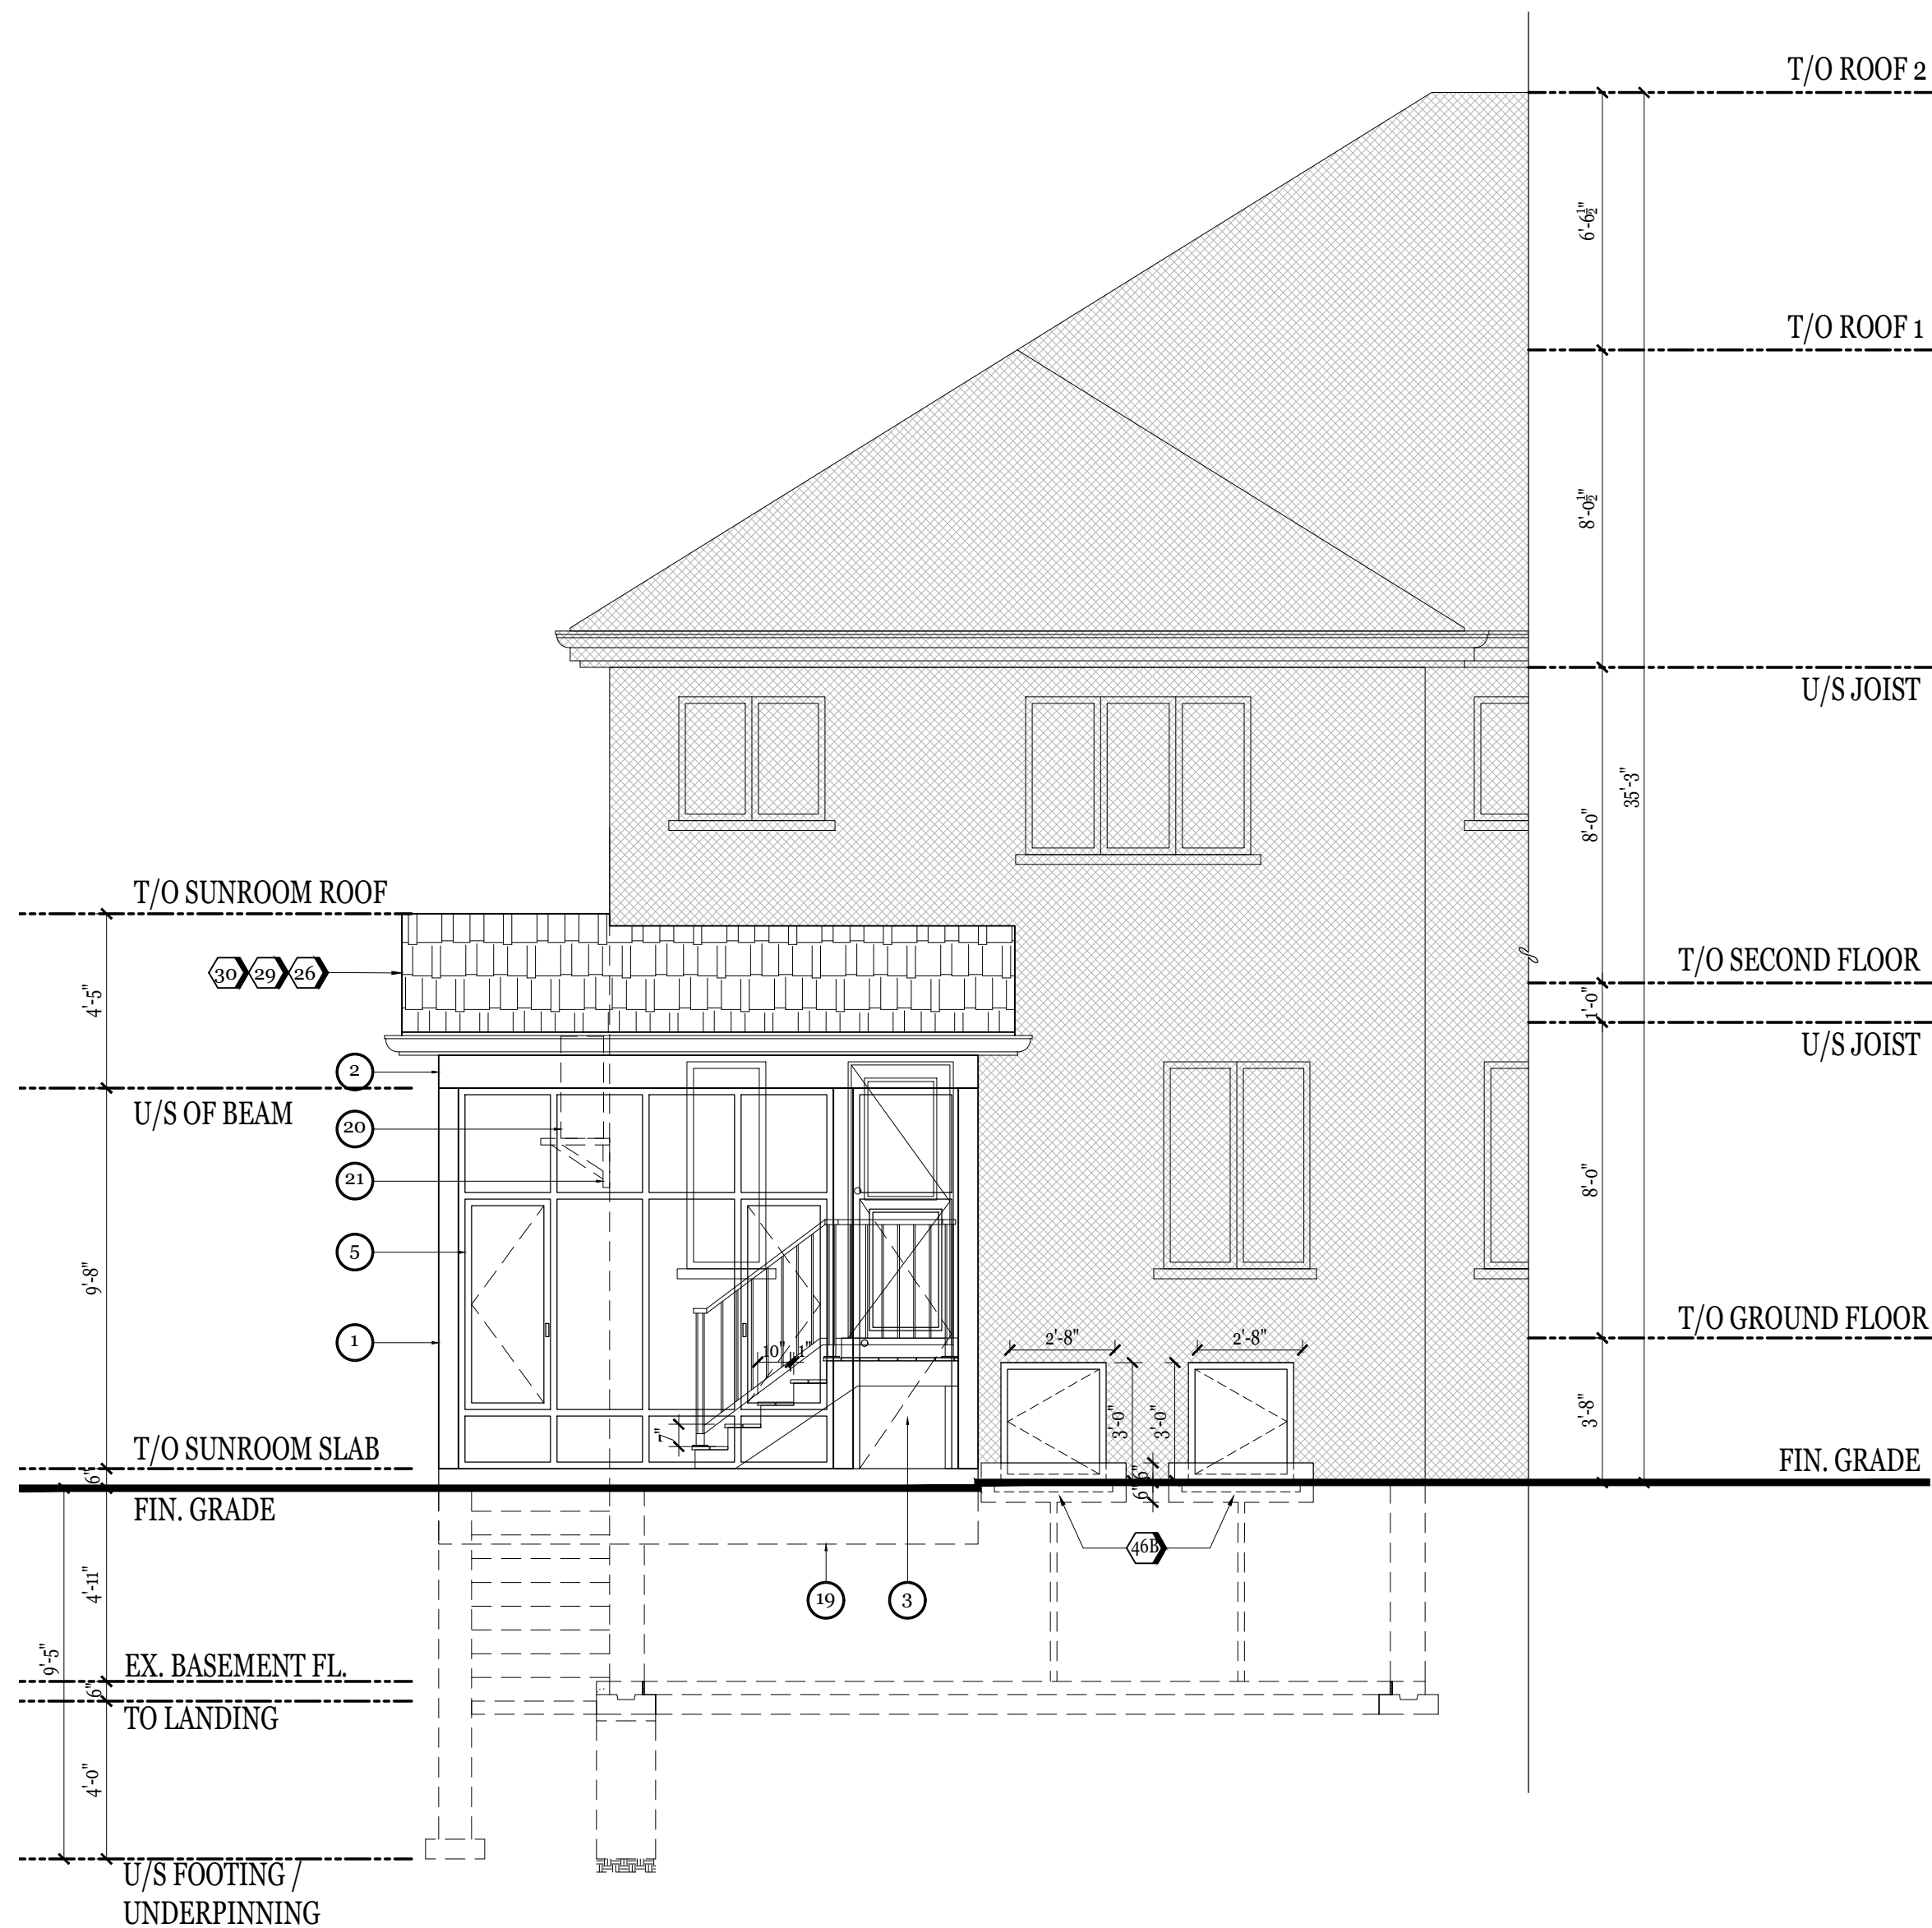 T/O ROOF 2
6'-6½"
T/O ROOF 1
8'-0½"
U/S JOIST
35'-3"
8'-0"
T/O SUNROOM ROOF
T/O SECOND FLOOR
30 29 26
4'-5"
1'-0"
U/S JOIST
2
U/S OF BEAM
20
21
8'-0"
5
9'-8"
T/O GROUND FLOOR
1
10" 1"
2'-8" 2'-8"
3'-0" 3'-0"
3'-8"
7"
T/O SUNROOM SLAB
FIN. GRADE
6"
6" 6"
FIN. GRADE
46B
4'-11"
19 3
9'-5"
EX. BASEMENT FL.
6"
TO LANDING
4'-0"
U/S FOOTING /
UNDERPINNING